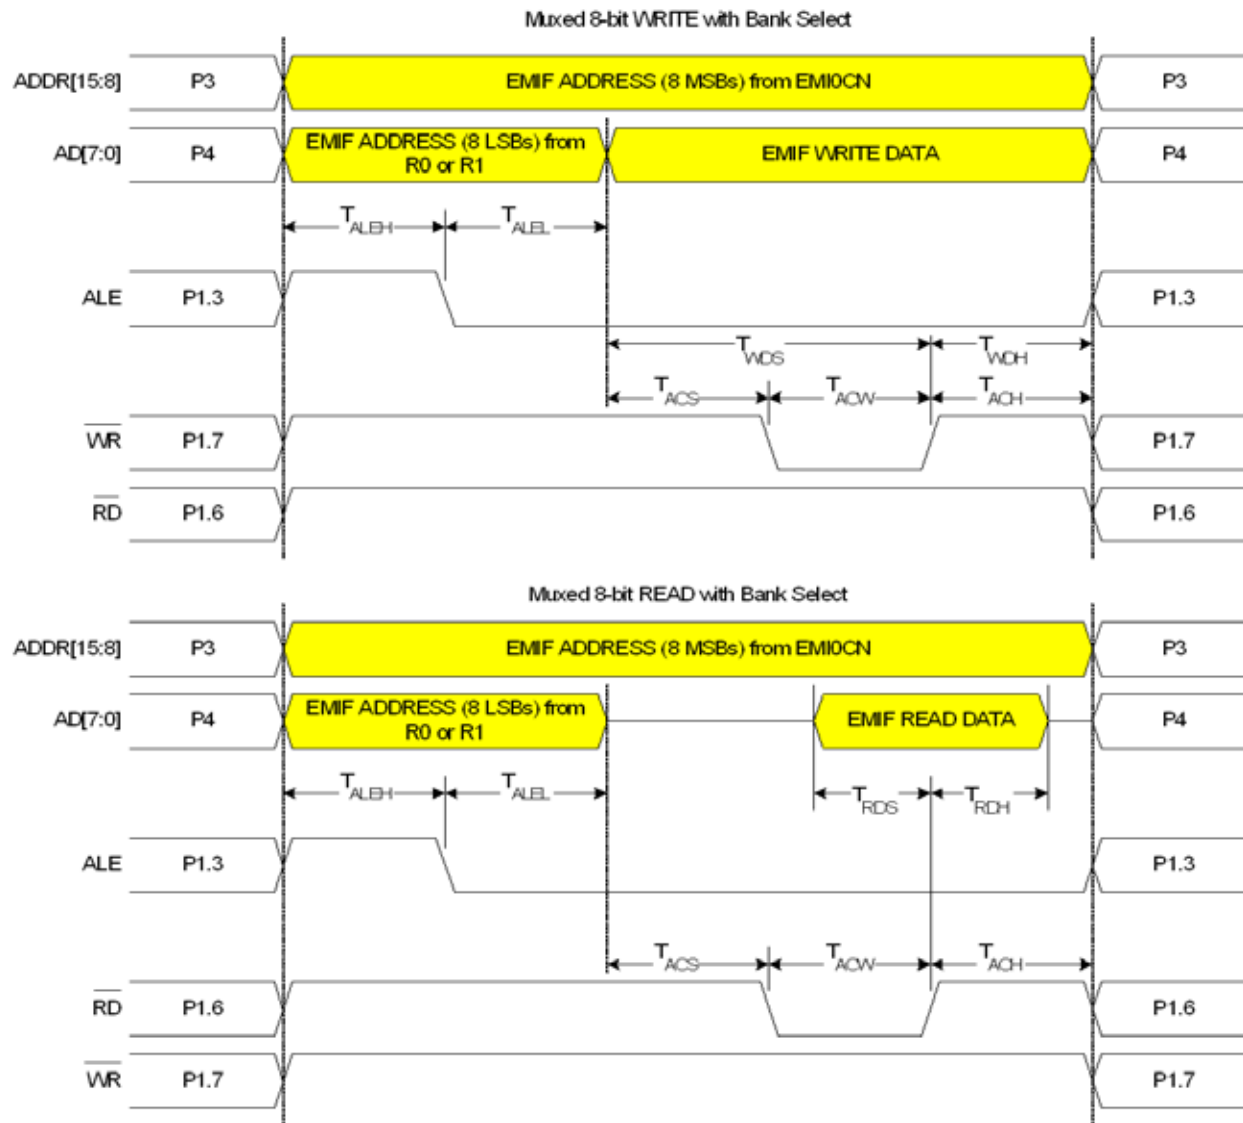 Muxed 8-bit WRITE with Bank Select
ADDR[15:8] P3 EMIF ADDRESS (8 MSBs) from EMI0CN P3
AD[7:0] P4 EMIF ADDRESS (8 LSBs) from R0 or R1 EMIF WRITE DATA P4
TALEH TALEL
ALE P1.3 P1.3
TWDS TWDH
TACS TACW TACH
WR P1.7 P1.7
RD P1.6 P1.6
Muxed 8-bit READ with Bank Select
ADDR[15:8] P3 EMIF ADDRESS (8 MSBs) from EMI0CN P3
AD[7:0] P4 EMIF ADDRESS (8 LSBs) from R0 or R1 EMIF READ DATA P4
TALEH TALEL TRDS TRDH
ALE P1.3 P1.3
TACS TACW TACH
RD P1.6 P1.6
WR P1.7 P1.7